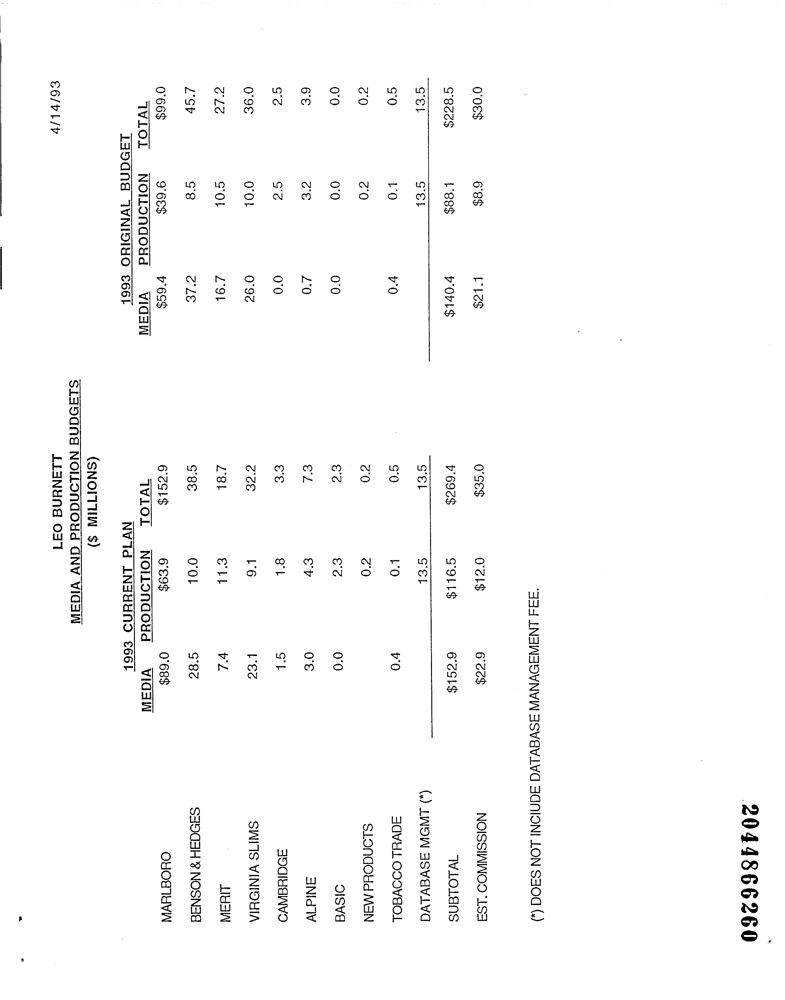 4/14/93
LEO BURNETT
MEDIA AND PRODUCTION BUDGETS
($ MILLIONS)
1993 CURRENT PLAN 1993 ORIGINAL BUDGET
MEDIA PRODUCTION TOTAL MEDIA PRODUCTION TOTAL
MARLBORO $89.0 $63.9 $152.9 $59.4 $39.6 $99.0
BENSON & HEDGES 28.5 10.0 38.5 37.2 8.5 45.7
MERIT 7.4 11.3 18.7 16.7 10.5 27.2
VIRGINIA SLIMS 23.1 9.1 32.2 26.0 10.0 36.0
CAMBRIDGE 1.5 1.8 3.3 0.0 2.5 2.5
ALPINE 3.0 4.3 7.3 0.7 3.2 3.9
BASIC 0.0 2.3 2.3 0.0 0.0 0.0
NEW PRODUCTS 0.2 0.2 0.2 0.2
TOBACCO TRADE 0.4 0.1 0.5 0.4 0.1 0.5
DATABASE MGMT (*) 13.5 13.5 13.5 13.5
SUBTOTAL $152.9 $116.5 $269.4 $140.4 $88.1 $228.5
EST. COMMISSION $22.9 $12.0 $35.0 $21.1 $8.9 $30.0
(*) DOES NOT INCLUDE DATABASE MANAGEMENT FEE.
2044866260